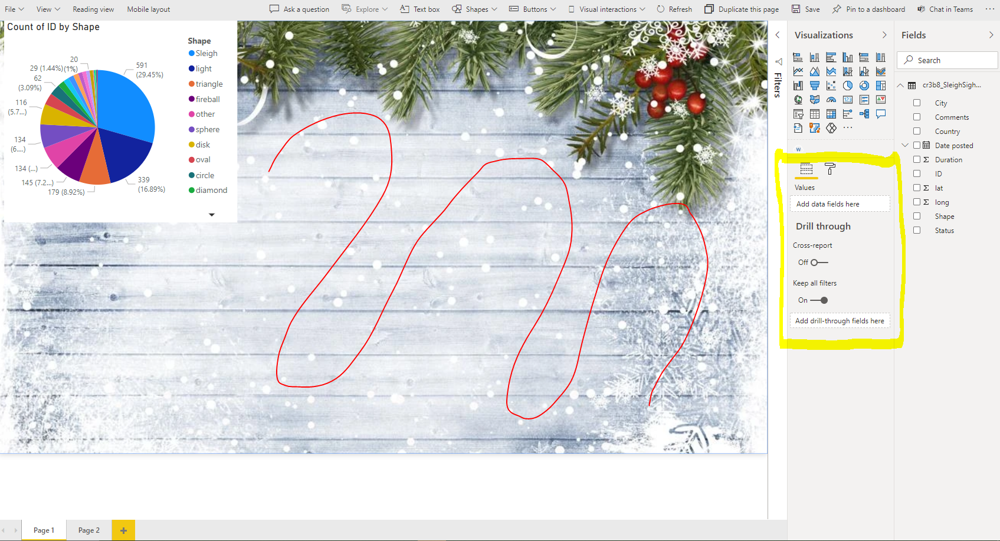 File View Reading view Mobile layout Ask a question Explore Text box Shapes Buttons Visual interactions Refresh Duplicate this page Save Pin to a dashboard Chat in Teams ...
Count of ID by Shape
20
29 (1.44%)
(1%)
62
(3.09%)
116
(5.7...)
134
(6....)
134 (...)
145 (7.2...)
179 (8.92%)
339
(16.89%)
591
(29.45%)
Shape
Sleigh
light
triangle
fireball
other
sphere
disk
oval
circle
diamond
Filters
Visualizations
123
W
Values
Add data fields here
Drill through
Cross-report
Off
Keep all filters
On
Add drill-through fields here
Fields
Search
cr3b8_SleighSigh...
City
Comments
Country
Date posted
Σ Duration
ID
Σ lat
Σ long
Shape
Status
Page 1 Page 2 +